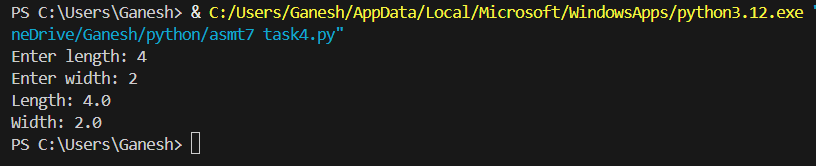 PS C:\Users\Ganesh> & C:/Users/Ganesh/AppData/Local/Microsoft/WindowsApps/python3.12.exe "
neDrive/Ganesh/python/asmt7 task4.py"
Enter length: 4
Enter width: 2
Length: 4.0
Width: 2.0
PS C:\Users\Ganesh>